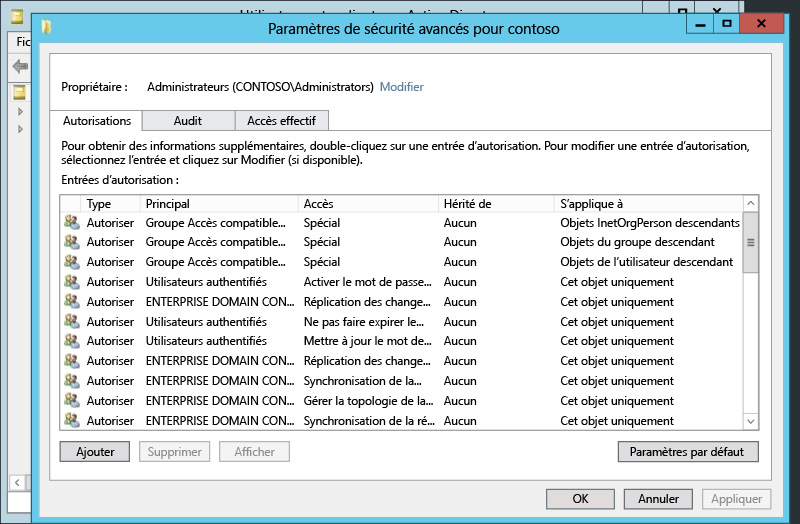 Paramètres de sécurité avancés pour contoso
Fic
Propriétaire : Administrateurs (CONTOSO\Administrators) Modifier
Autorisations Audit Accès effectif
Pour obtenir des informations supplémentaires, double-cliquez sur une entrée d'autorisation. Pour modifier une entrée d'autorisation,
sélectionnez l'entrée et cliquez sur Modifier (si disponible).
Entrées d'autorisation :
Type Principal Accès Hérité de S'applique à
Autoriser Groupe Accès compatible... Spécial Aucun Objets InetOrgPerson descendants
Autoriser Groupe Accès compatible... Spécial Aucun Objets du groupe descendant
Autoriser Groupe Accès compatible... Spécial Aucun Objets de l'utilisateur descendant
Autoriser Utilisateurs authentifiés Activer le mot de passe... Aucun Cet objet uniquement
Autoriser ENTERPRISE DOMAIN CON... Réplication des change... Aucun Cet objet uniquement
Autoriser Utilisateurs authentifiés Ne pas faire expirer le... Aucun Cet objet uniquement
Autoriser Utilisateurs authentifiés Mettre à jour le mot de... Aucun Cet objet uniquement
Autoriser ENTERPRISE DOMAIN CON... Réplication des change... Aucun Cet objet uniquement
Autoriser ENTERPRISE DOMAIN CON... Synchronisation de la... Aucun Cet objet uniquement
Autoriser ENTERPRISE DOMAIN CON... Gérer la topologie de la... Aucun Cet objet uniquement
Autoriser ENTERPRISE DOMAIN CON... Synchronisation de la ré... Aucun Cet objet uniquement
Ajouter Supprimer Afficher Paramètres par défaut
OK Annuler Appliquer